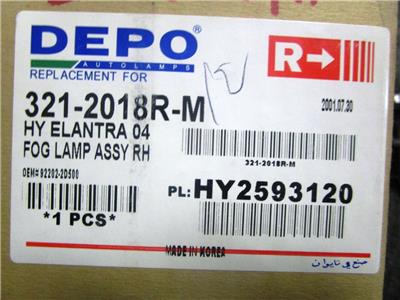 DEPO
AUTOLAMPS
REPLACEMENT FOR
R
321-2018R-M
2001.07.30
HY ELANTRA 04
FOG LAMP ASSY RH
321-2018R-M
OEM#: 92202-2D500
PL: HY2593120
*1 PCS*
MADE IN KOREA
صنع في تايوان